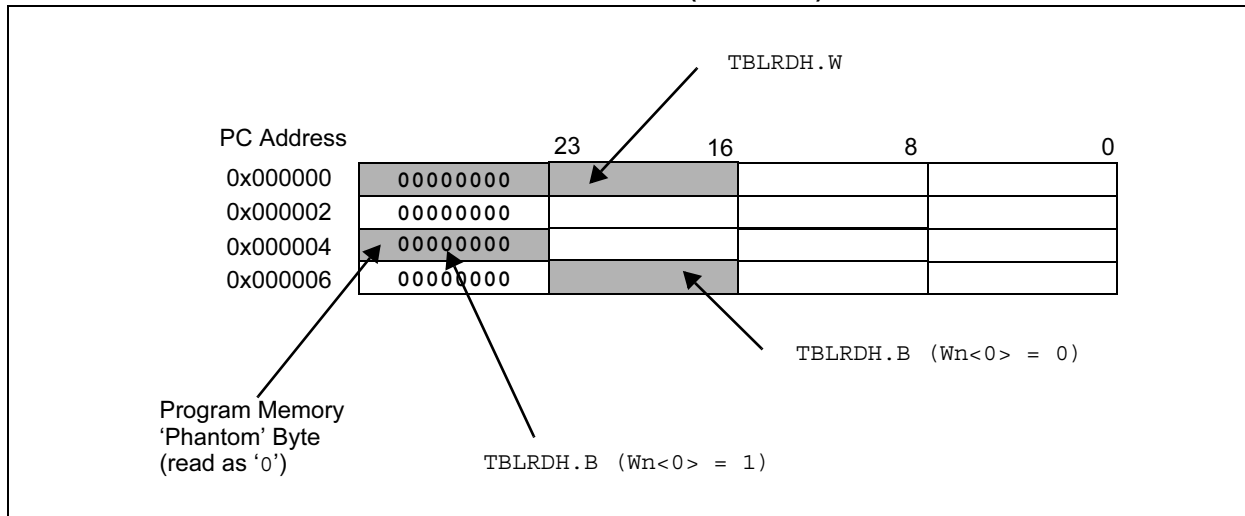 TBLRDH.W
PC Address
23 16 8 0
0x000000 00000000
0x000002 00000000
0x000004 00000000
0x000006 00000000
TBLRDH.B (Wn<0> = 0)
Program Memory
‘Phantom’ Byte
(read as ‘0’)
TBLRDH.B (Wn<0> = 1)